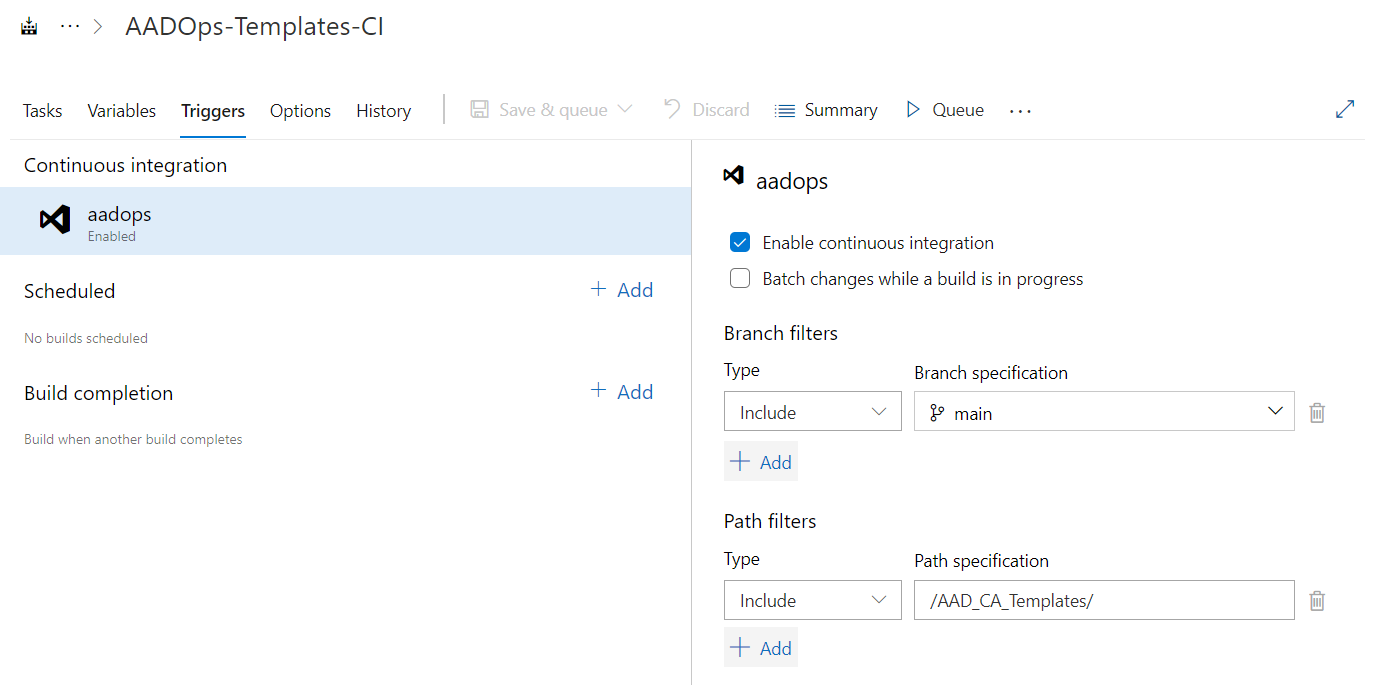 ··· > AADOps-Templates-CI
Tasks Variables Triggers Options History Save & queue Discard Summary Queue ···
Continuous integration
aadops
Enabled
Scheduled + Add
No builds scheduled
Build completion + Add
Build when another build completes
aadops
Enable continuous integration
Batch changes while a build is in progress
Branch filters
Type Branch specification
Include main
+ Add
Path filters
Type Path specification
Include /AAD_CA_Templates/
+ Add